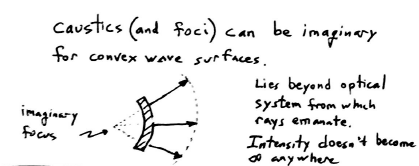 Caustics (and foci) can be imaginary
for convex wave surfaces.
Lies beyond optical
system from which
rays emanate.
Intensity doesn't become
∞ anywhere
imaginary
focus